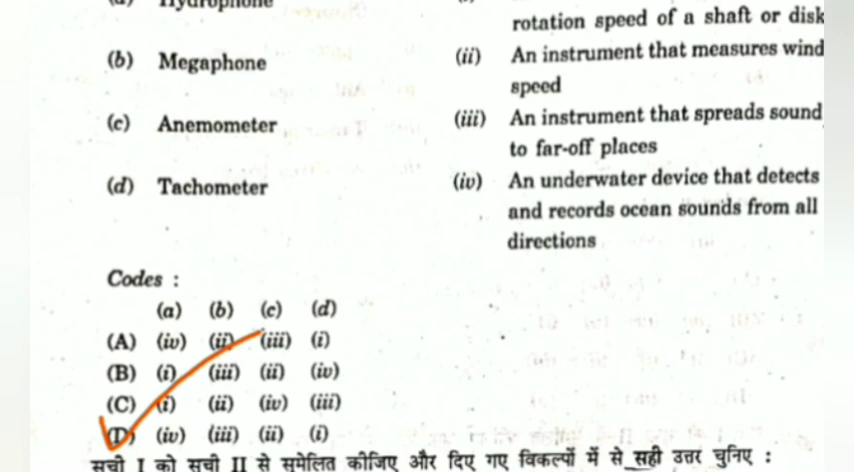 (a) Hydrophone
rotation speed of a shaft or disk
(b) Megaphone (ii) An instrument that measures wind
speed
(c) Anemometer (iii) An instrument that spreads sound
to far-off places
(d) Tachometer (iv) An underwater device that detects
and records ocean sounds from all
directions
Codes :
(a) (b) (c) (d)
(A) (iv) (ii) (iii) (i)
(B) (i) (iii) (ii) (iv)
(C) (i) (ii) (iv) (iii)
(D) (iv) (iii) (ii) (i)
सूची I को सूची II से सुमेलित कीजिए और दिए गए विकल्पों में से सही उत्तर चुनिए :